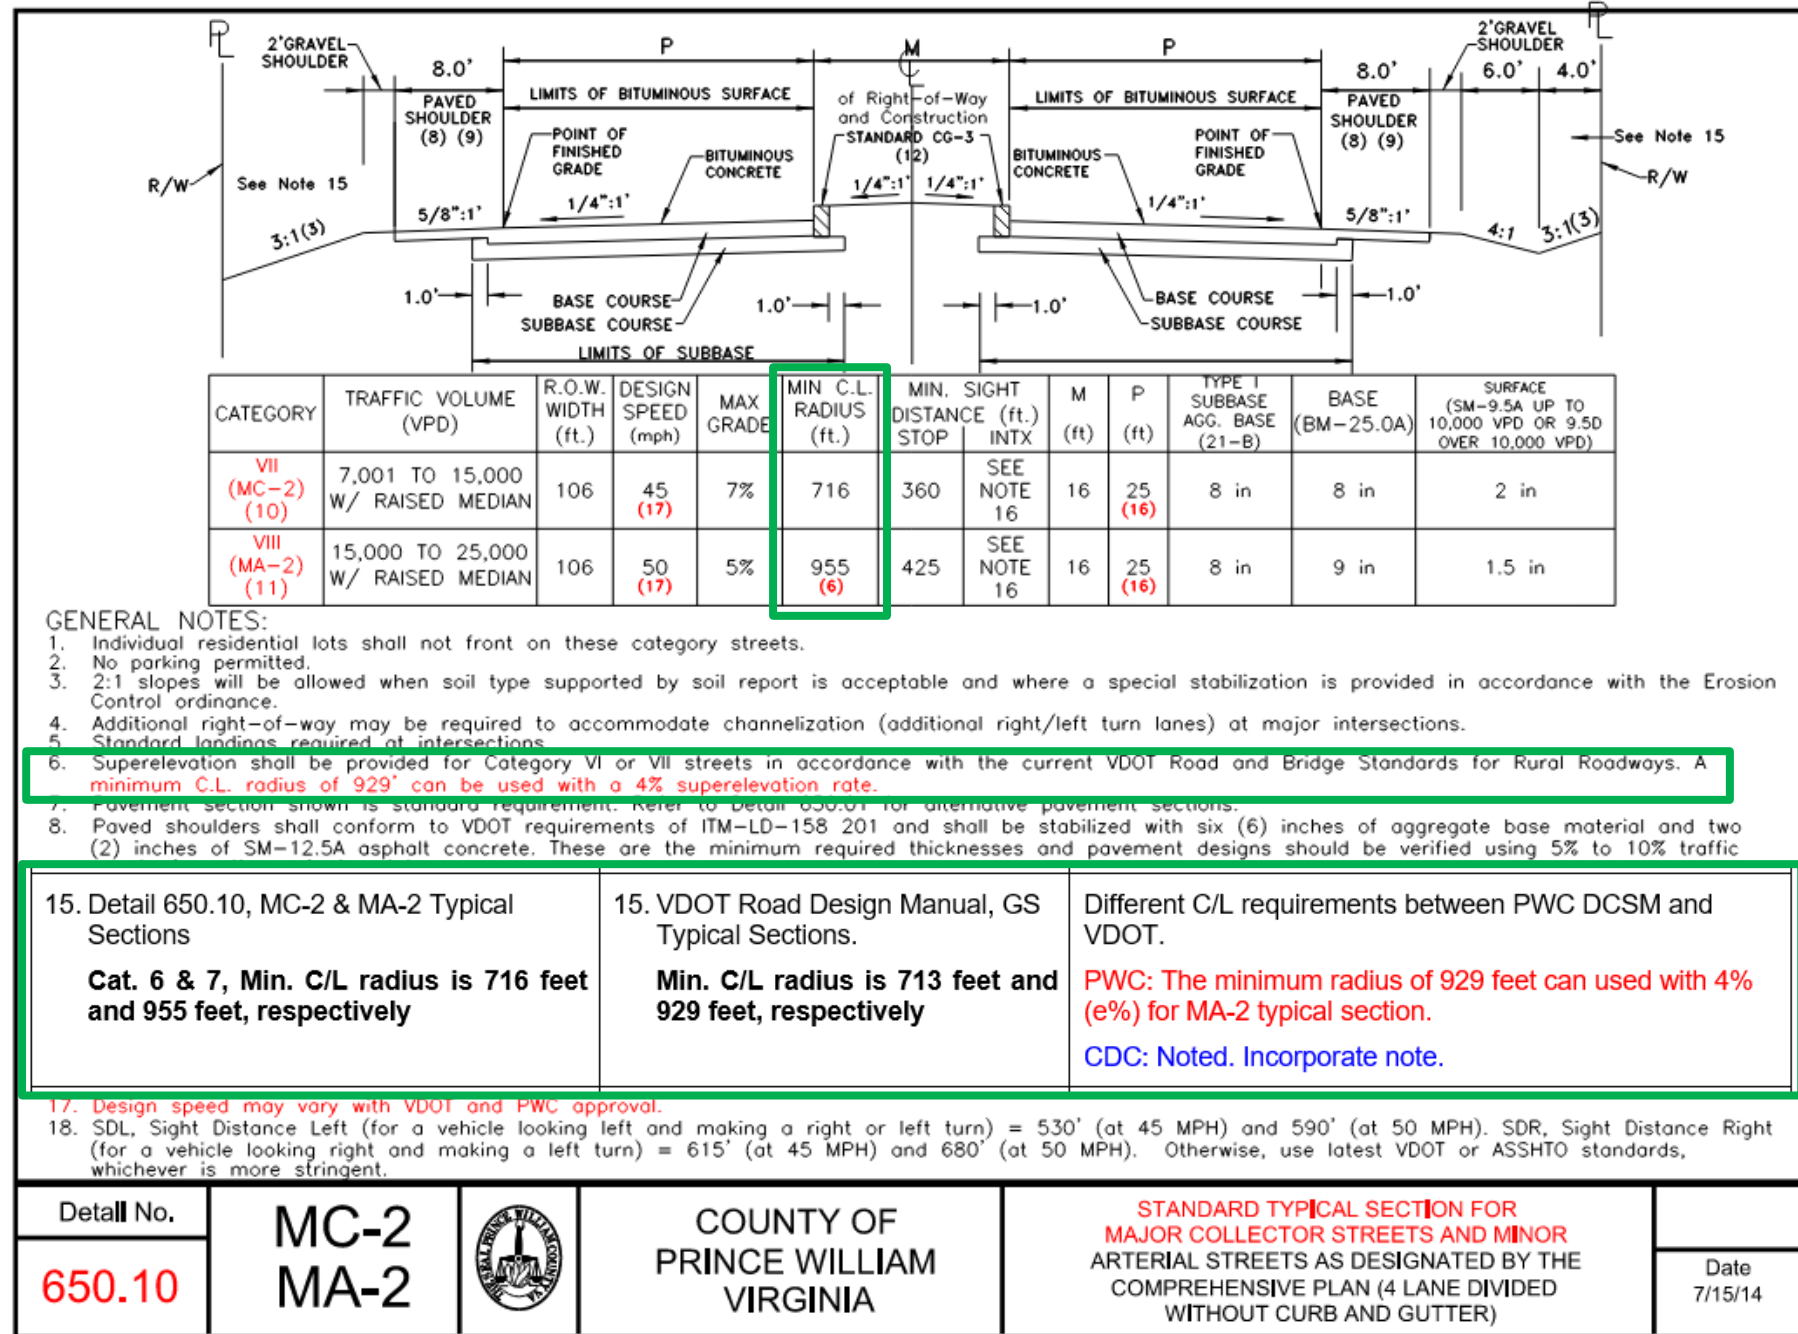 PL
2'GRAVEL
SHOULDER
8.0'
P
M
CL
P
PL
2'GRAVEL
SHOULDER
8.0'
6.0'
4.0'
PAVED
SHOULDER
(8) (9)
LIMITS OF BITUMINOUS SURFACE
of Right-of-Way
and Construction
STANDARD CG-3
(12)
LIMITS OF BITUMINOUS SURFACE
PAVED
SHOULDER
(8) (9)
POINT OF
FINISHED
GRADE
BITUMINOUS
CONCRETE
BITUMINOUS
CONCRETE
POINT OF
FINISHED
GRADE
See Note 15
R/W
See Note 15
R/W
3:1(3)
5/8":1'
1/4":1'
1/4":1'
1/4":1'
1/4":1'
5/8":1'
4:1
3:1(3)
1.0'
BASE COURSE
SUBBASE COURSE
1.0'
1.0'
BASE COURSE
SUBBASE COURSE
1.0'
LIMITS OF SUBBASE
CATEGORY
TRAFFIC VOLUME
(VPD)
R.O.W.
WIDTH
(ft.)
DESIGN
SPEED
(mph)
MAX
GRADE
MIN C.L.
RADIUS
(ft.)
MIN. SIGHT
DISTANCE (ft.)
STOP INTX
M
(ft)
P
(ft)
TYPE I
SUBBASE
AGG. BASE
(21-B)
BASE
(BM-25.0A)
SURFACE
(SM-9.5A UP TO
10,000 VPD OR 9.5D
OVER 10,000 VPD)
VII
(MC-2)
(10)
7,001 TO 15,000
W/ RAISED MEDIAN
106
45
(17)
7%
716
360
SEE
NOTE
16
16
25
(16)
8 in
8 in
2 in
VIII
(MA-2)
(11)
15,000 TO 25,000
W/ RAISED MEDIAN
106
50
(17)
5%
955
(6)
425
SEE
NOTE
16
16
25
(16)
8 in
9 in
1.5 in
GENERAL NOTES:
1. Individual residential lots shall not front on these category streets.
2. No parking permitted.
3. 2:1 slopes will be allowed when soil type supported by soil report is acceptable and where a special stabilization is provided in accordance with the Erosion
Control ordinance.
4. Additional right-of-way may be required to accommodate channelization (additional right/left turn lanes) at major intersections.
5. Standard landings required at intersections
6. Superelevation shall be provided for Category VI or VII streets in accordance with the current VDOT Road and Bridge Standards for Rural Roadways. A
minimum C.L. radius of 929' can be used with a 4% superelevation rate.
7. Pavement section shown is standard requirement. Refer to Detail 650.01 for alternative pavement sections.
8. Paved shoulders shall conform to VDOT requirements of ITM-LD-158 201 and shall be stabilized with six (6) inches of aggregate base material and two
(2) inches of SM-12.5A asphalt concrete. These are the minimum required thicknesses and pavement designs should be verified using 5% to 10% traffic
15. Detail 650.10, MC-2 & MA-2 Typical
Sections
Cat. 6 & 7, Min. C/L radius is 716 feet
and 955 feet, respectively
15. VDOT Road Design Manual, GS
Typical Sections.
Min. C/L radius is 713 feet and
929 feet, respectively
Different C/L requirements between PWC DCSM and
VDOT.
PWC: The minimum radius of 929 feet can used with 4%
(e%) for MA-2 typical section.
CDC: Noted. Incorporate note.
17. Design speed may vary with VDOT and PWC approval.
18. SDL, Sight Distance Left (for a vehicle looking left and making a right or left turn) = 530' (at 45 MPH) and 590' (at 50 MPH). SDR, Sight Distance Right
(for a vehicle looking right and making a left turn) = 615' (at 45 MPH) and 680' (at 50 MPH). Otherwise, use latest VDOT or ASSHTO standards,
whichever is more stringent.
Detail No.
650.10
MC-2
MA-2
COUNTY OF
PRINCE WILLIAM
VIRGINIA
STANDARD TYPICAL SECTION FOR
MAJOR COLLECTOR STREETS AND MINOR
ARTERIAL STREETS AS DESIGNATED BY THE
COMPREHENSIVE PLAN (4 LANE DIVIDED
WITHOUT CURB AND GUTTER)
Date
7/15/14